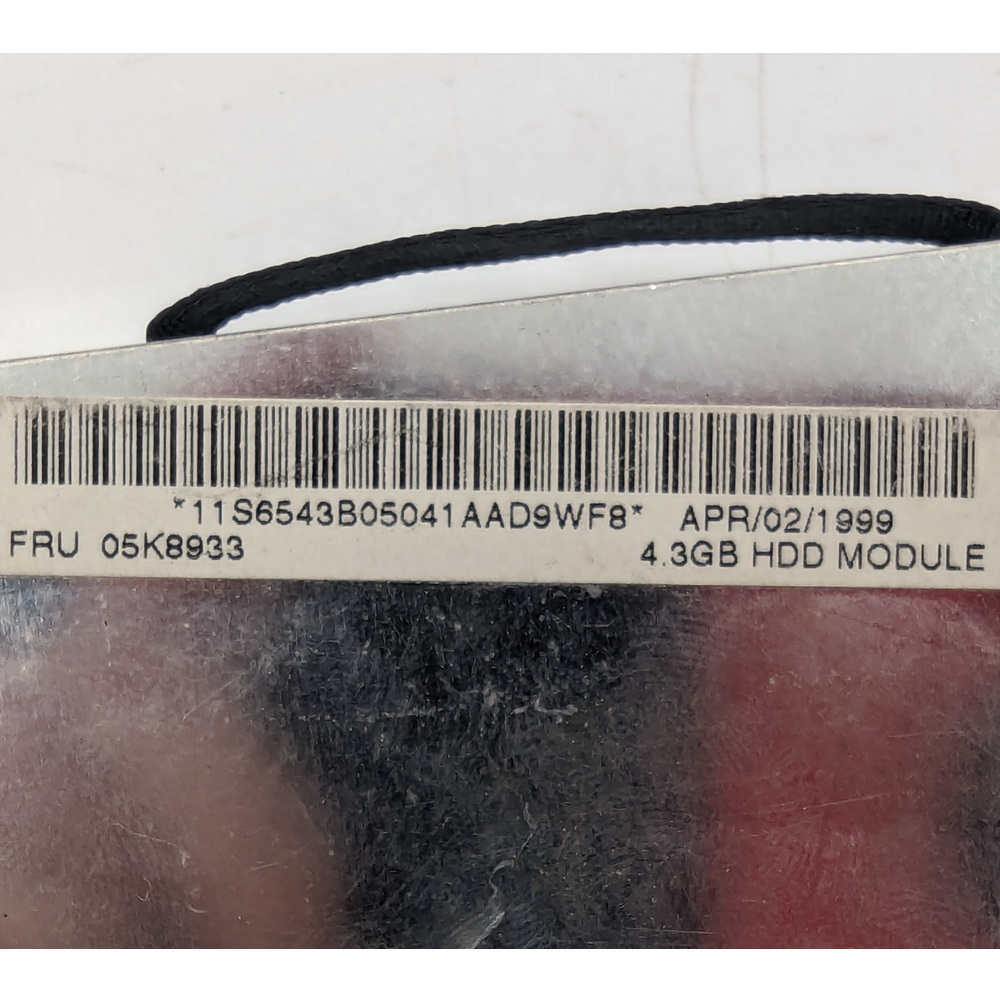 *11S6543B05041AAD9WF8* APR/02/1999
FRU 05K8933 4.3GB HDD MODULE